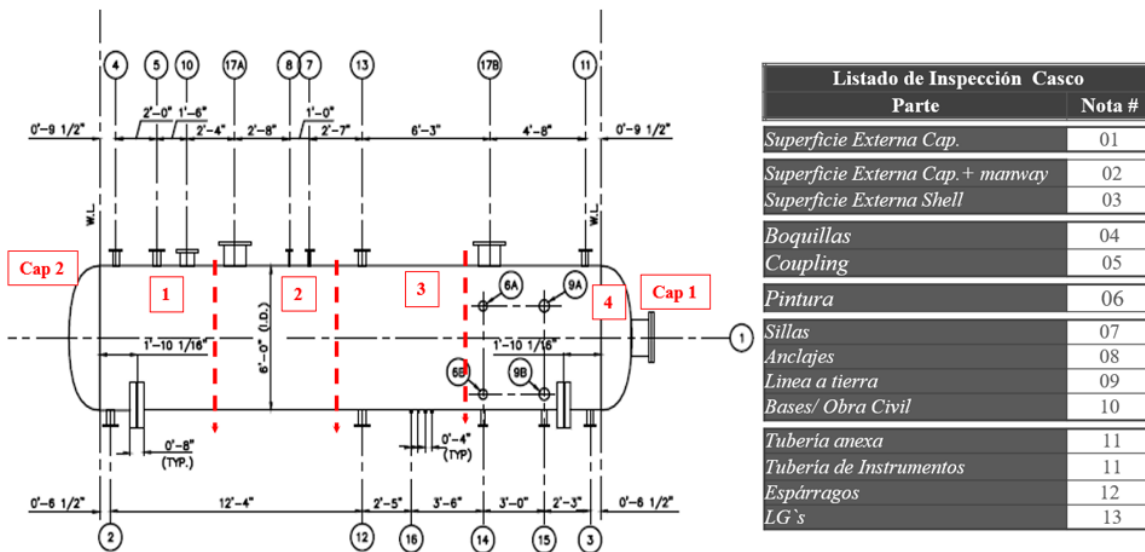 4 5 10 17A 8 7 13 17B 11
2'-0" 1'-6" 1'-0"
0'-9 1/2" 2'-4" 2'-8" 2'-7" 6'-3" 4'-8" 0'-9 1/2"
W.L. W.L.
Cap 2 1 2 3 4 Cap 1
6A 9A
6'-0" (I.D.)
1
1'-10 1/16" 1'-10 1/16"
6B 9B
0'-8"
(TYP.)
0'-4"
(TYP)
0'-6 1/2" 12'-4" 2'-5" 3'-6" 3'-0" 2'-3" 0'-6 1/2"
2 12 16 14 15 3
Listado de Inspección Casco
Parte Nota #
Superficie Externa Cap. 01
Superficie Externa Cap.+ manway 02
Superficie Externa Shell 03
Boquillas 04
Coupling 05
Pintura 06
Sillas 07
Anclajes 08
Linea a tierra 09
Bases/ Obra Civil 10
Tubería anexa 11
Tubería de Instrumentos 11
Espárragos 12
LG`s 13